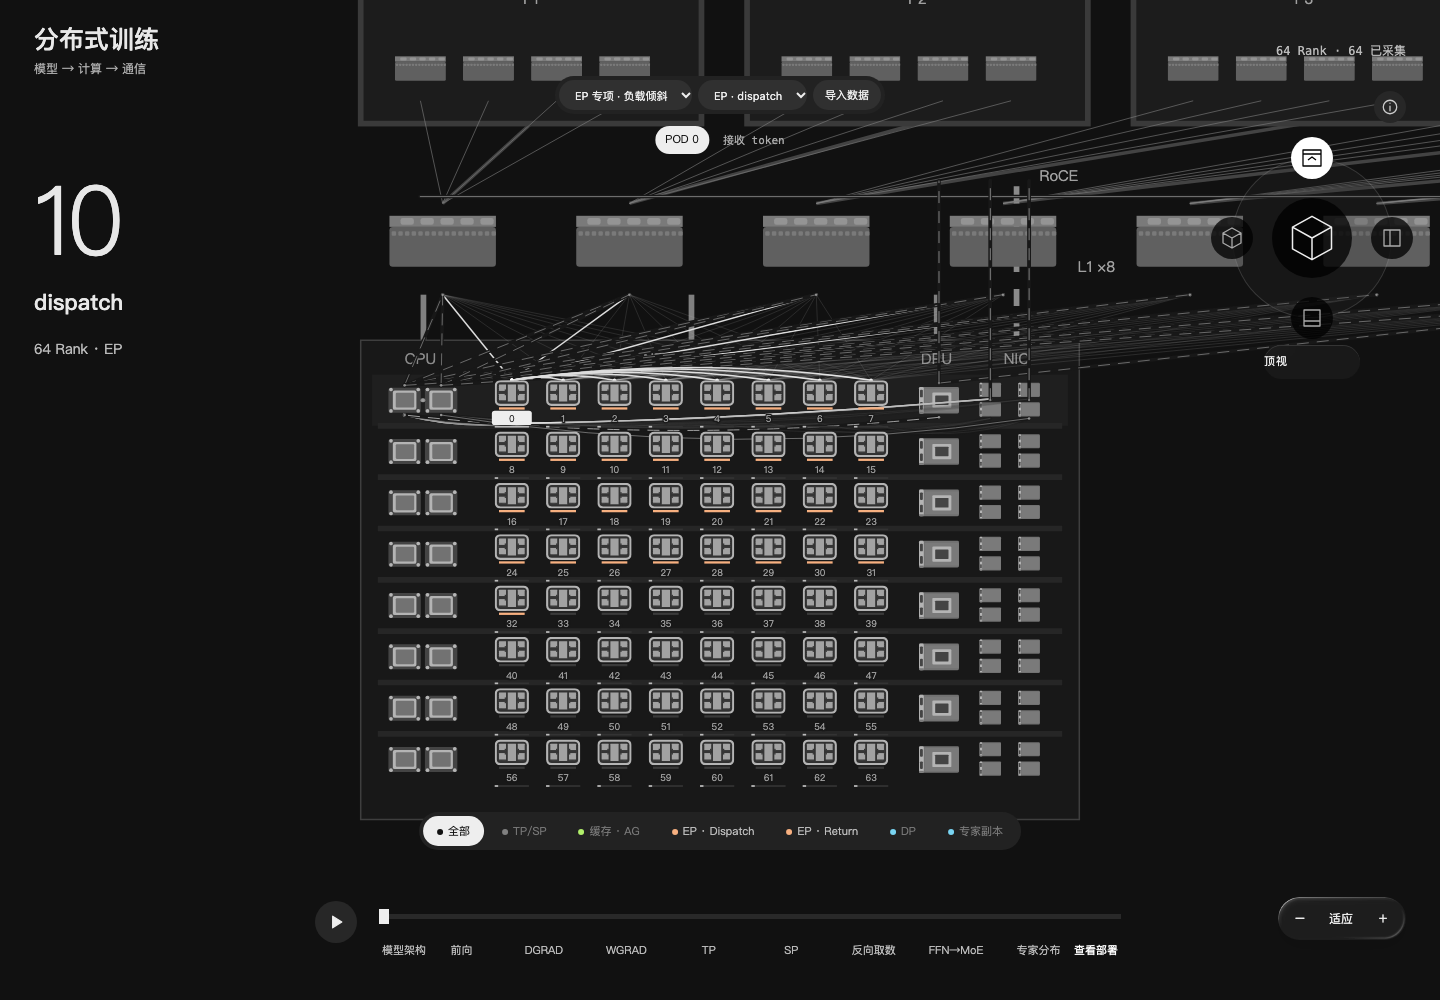 分布式训练
模型 → 计算 → 通信
64 Rank · 64 已采集
EP 专项 · 负载倾斜
EP · dispatch
导入数据
POD 0
接收 token
10
dispatch
64 Rank · EP
RoCE
L1 ×8
CPU
DPU
NIC
顶视
0 1 2 3 4 5 6 7
8 9 10 11 12 13 14 15
16 17 18 19 20 21 22 23
24 25 26 27 28 29 30 31
32 33 34 35 36 37 38 39
40 41 42 43 44 45 46 47
48 49 50 51 52 53 54 55
56 57 58 59 60 61 62 63
全部
TP/SP
缓存 · AG
EP · Dispatch
EP · Return
DP
专家副本
− 适应 +
模型架构
前向
DGRAD
WGRAD
TP
SP
反向取数
FFN→MoE
专家分布
查看部署